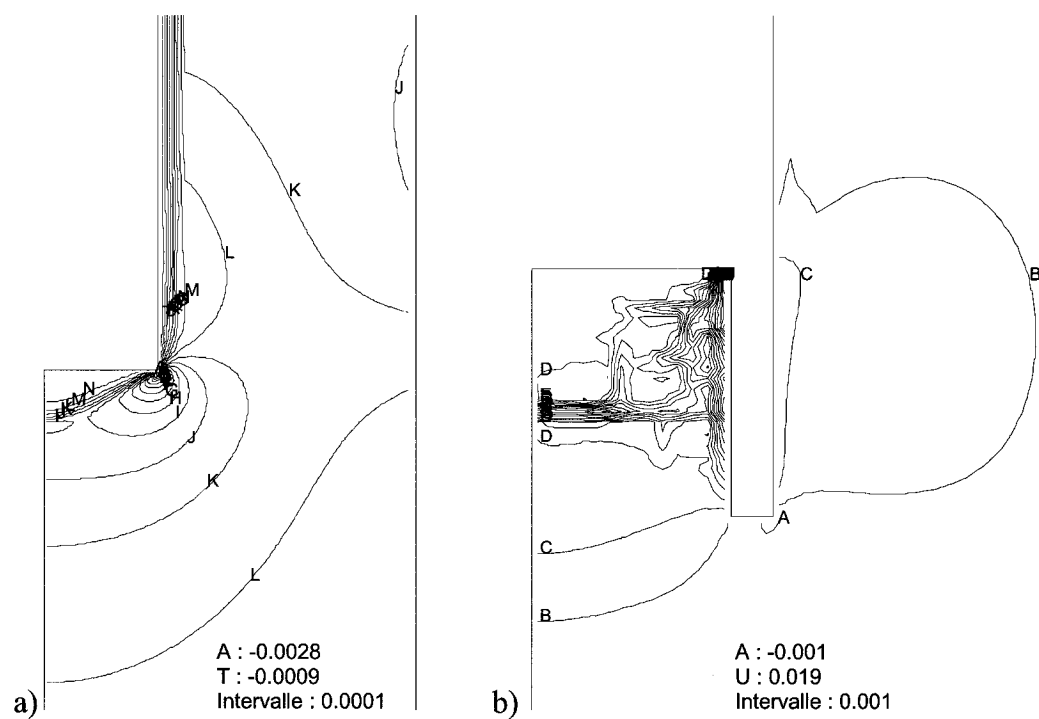 J
K
L
M
N
M
K
H
I
J
K
L
A : -0.0028
T : -0.0009
Intervalle : 0.0001
a)
D
D
D
C
B
C
B
A
A : -0.001
U : 0.019
Intervalle : 0.001
b)